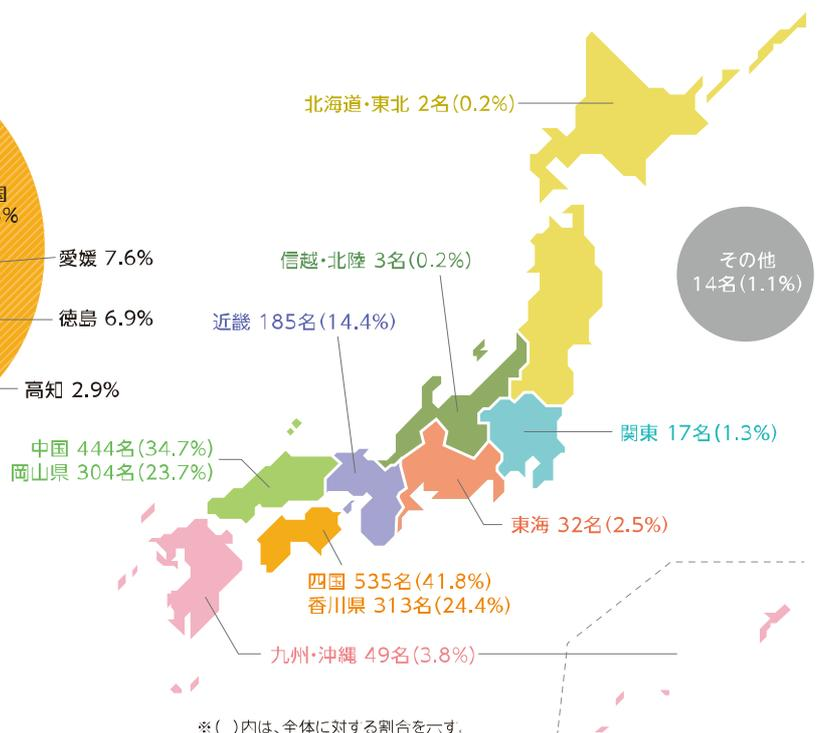 北海道・東北 2名(0.2%)
%
愛媛 7.6%
徳島 6.9%
高知 2.9%
信越・北陸 3名(0.2%)
その他
14名(1.1%)
近畿 185名(14.4%)
中国 444名(34.7%)
岡山県 304名(23.7%)
関東 17名(1.3%)
東海 32名(2.5%)
四国 535名(41.8%)
香川県 313名(24.4%)
九州・沖縄 49名(3.8%)
※( )内は、全体に対する割合を示す。